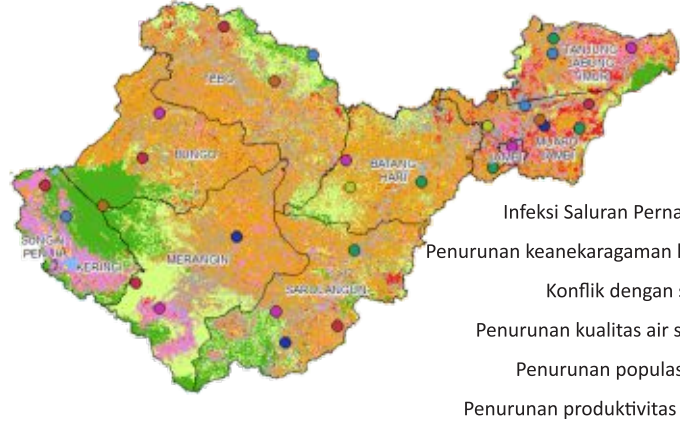 TANJUNG
JABUNG
TIMUR
TEBO
BUNGO
BATANG
HARI
MUARO
JAMBI
SUNGAI
PENUH
KERINCI
MERANGIN
SAROLANGUN
Infeksi Saluran Perna
Penurunan keanekaragaman
Konflik dengan
Penurunan kualitas air s
Penurunan populas
Penurunan produktivitas